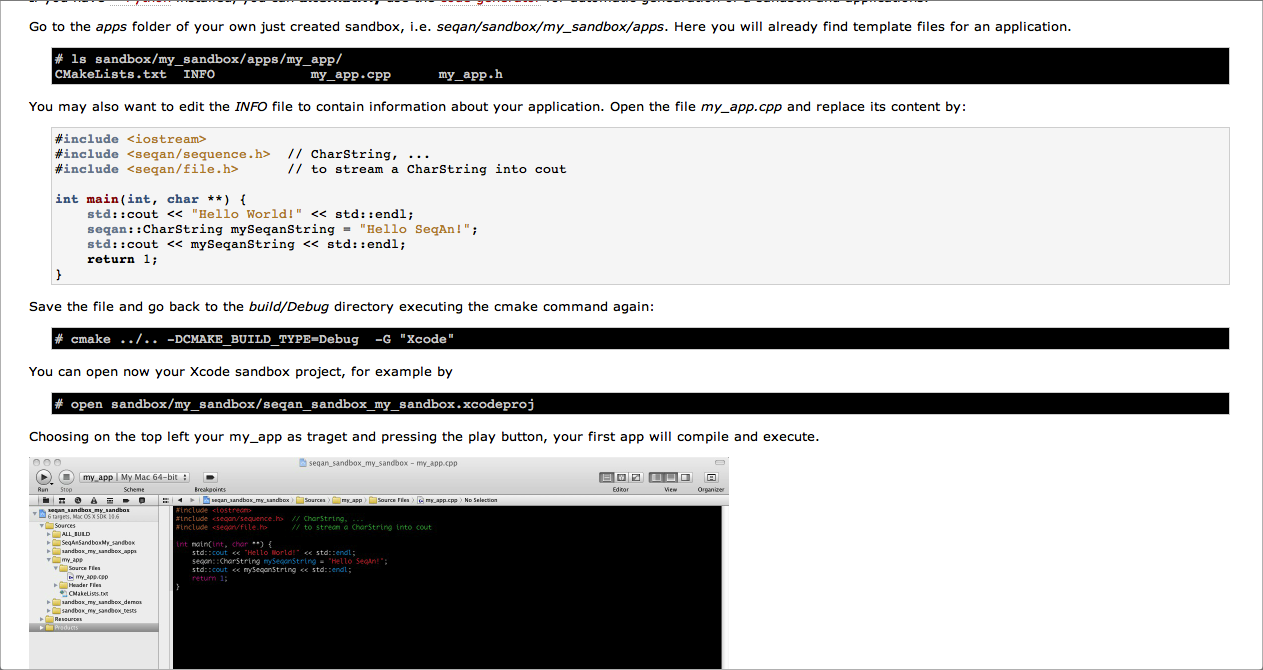 Go to the apps folder of your own just created sandbox, i.e. seqan/sandbox/my_sandbox/apps. Here you will already find template files for an application.
# ls sandbox/my_sandbox/apps/my_app/
CMakeLists.txt  INFO            my_app.cpp      my_app.h
You may also want to edit the INFO file to contain information about your application. Open the file my_app.cpp and replace its content by:
#include <iostream>
#include <seqan/sequence.h>  // CharString, ...
#include <seqan/file.h>      // to stream a CharString into cout
int main(int, char **) {
    std::cout << "Hello World!" << std::endl;
    seqan::CharString mySeqanString = "Hello SeqAn!";
    std::cout << mySeqanString << std::endl;
    return 1;
}
Save the file and go back to the build/Debug directory executing the cmake command again:
# cmake ../.. -DCMAKE_BUILD_TYPE=Debug  -G "Xcode"
You can open now your Xcode sandbox project, for example by
# open sandbox/my_sandbox/seqan_sandbox_my_sandbox.xcodeproj
Choosing on the top left your my_app as traget and pressing the play button, your first app will compile and execute.
seqan_sandbox_my_sandbox - my_app.cpp
my_app My Mac 64-bit
Run Stop Scheme Breakpoints Editor View Organizer
seqan_sandbox_my_sandbox Sources my_app Source Files my_app.cpp No Selection
seqan_sandbox_my_sandbox
6 targets, Mac OS X SDK 10.6
Sources
ALL_BUILD
SeqAnSandboxMy_sandbox
sandbox_my_sandbox_apps
my_app
Source Files
my_app.cpp
Header Files
CMakeLists.txt
sandbox_my_sandbox_demos
sandbox_my_sandbox_tests
Resources
Products
#include <iostream>
#include <seqan/sequence.h>  // CharString, ...
#include <seqan/file.h>      // to stream a CharString into cout
int main(int, char **) {
    std::cout << "Hello World!" << std::endl;
    seqan::CharString mySeqanString = "Hello SeqAn!";
    std::cout << mySeqanString << std::endl;
    return 1;
}